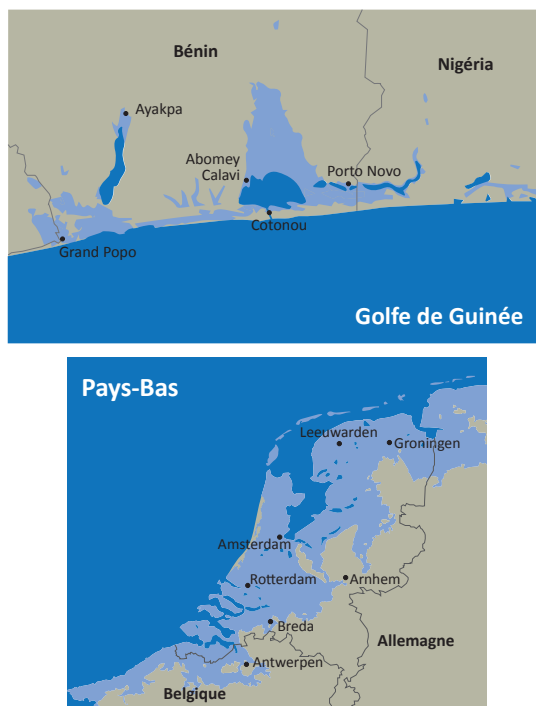 Bénin
Nigéria
Ayakpa
Abomey
Calavi
Porto Novo
Cotonou
Grand Popo
Golfe de Guinée
Pays-Bas
Leeuwarden
Groningen
Amsterdam
Rotterdam
Arnhem
Breda
Allemagne
Antwerpen
Belgique